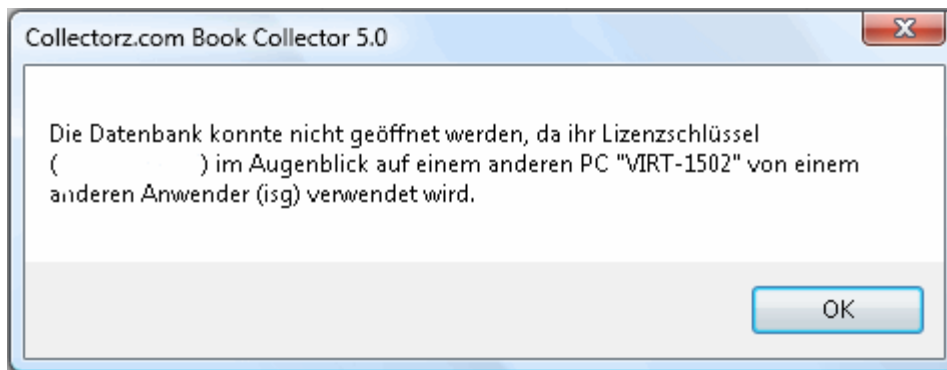 Collectorz.com Book Collector 5.0
Die Datenbank konnte nicht geöffnet werden, da ihr Lizenzschlüssel
( ) im Augenblick auf einem anderen PC "VIRT-1502" von einem
anderen Anwender (isg) verwendet wird.
OK